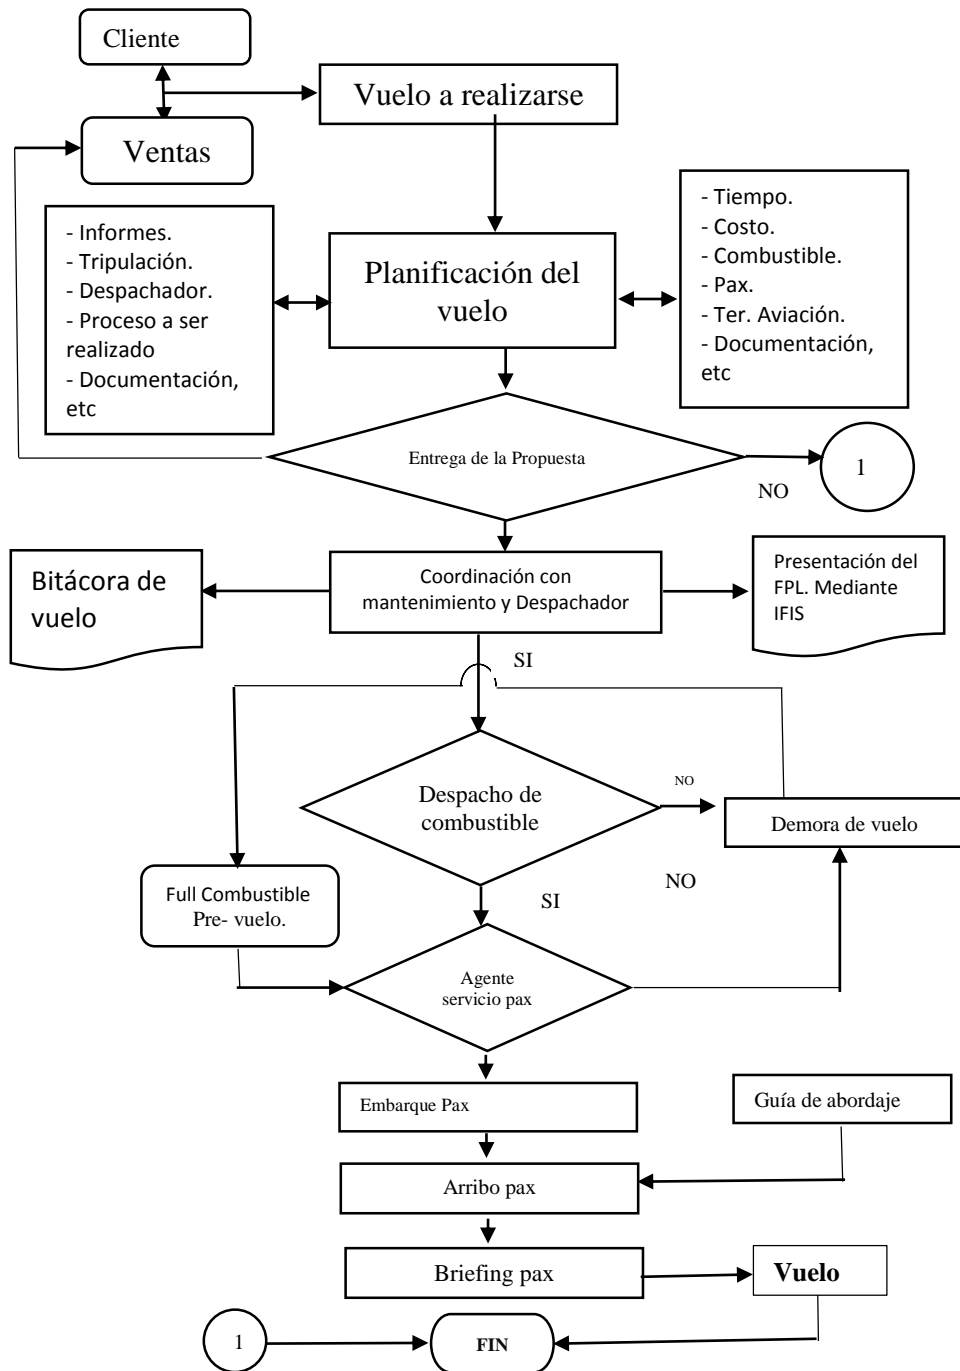 Cliente
Vuelo a realizarse
Ventas
- Informes.
- Tripulación.
- Despachador.
- Proceso a ser
realizado
- Documentación,
etc
Planificación del
vuelo
- Tiempo.
- Costo.
- Combustible.
- Pax.
- Ter. Aviación.
- Documentación,
etc
Entrega de la Propuesta
NO
1
Bitácora de
vuelo
Coordinación con
mantenimiento y Despachador
Presentación del
FPL. Mediante
IFIS
SI
Despacho de
combustible
NO
Demora de vuelo
NO
SI
Full Combustible
Pre- vuelo.
Agente
servicio pax
Embarque Pax
Guía de abordaje
Arribo pax
Briefing pax
Vuelo
1
FIN